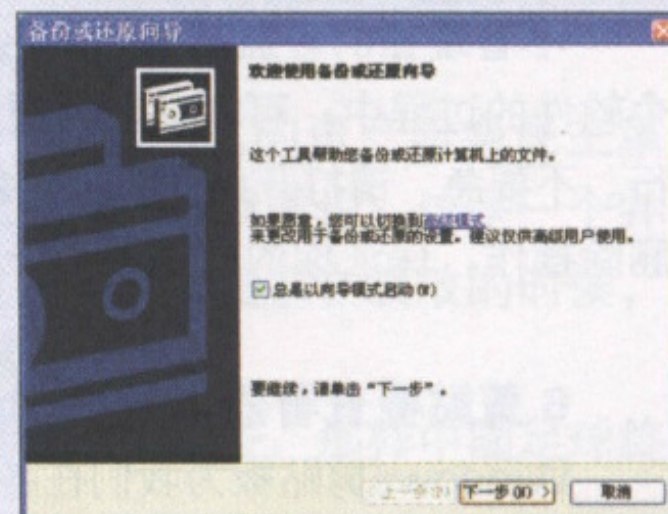 备份或还原向导
欢迎使用备份或还原向导
这个工具帮助您备份或还原计算机上的文件。
如果愿意，您可以切换到高级模式
来更改用于备份或还原的设置。建议仅供高级用户使用。
总是以向导模式启动(W)
要继续，请单击“下一步”。
上一步(P) 下一步(N) > 取消